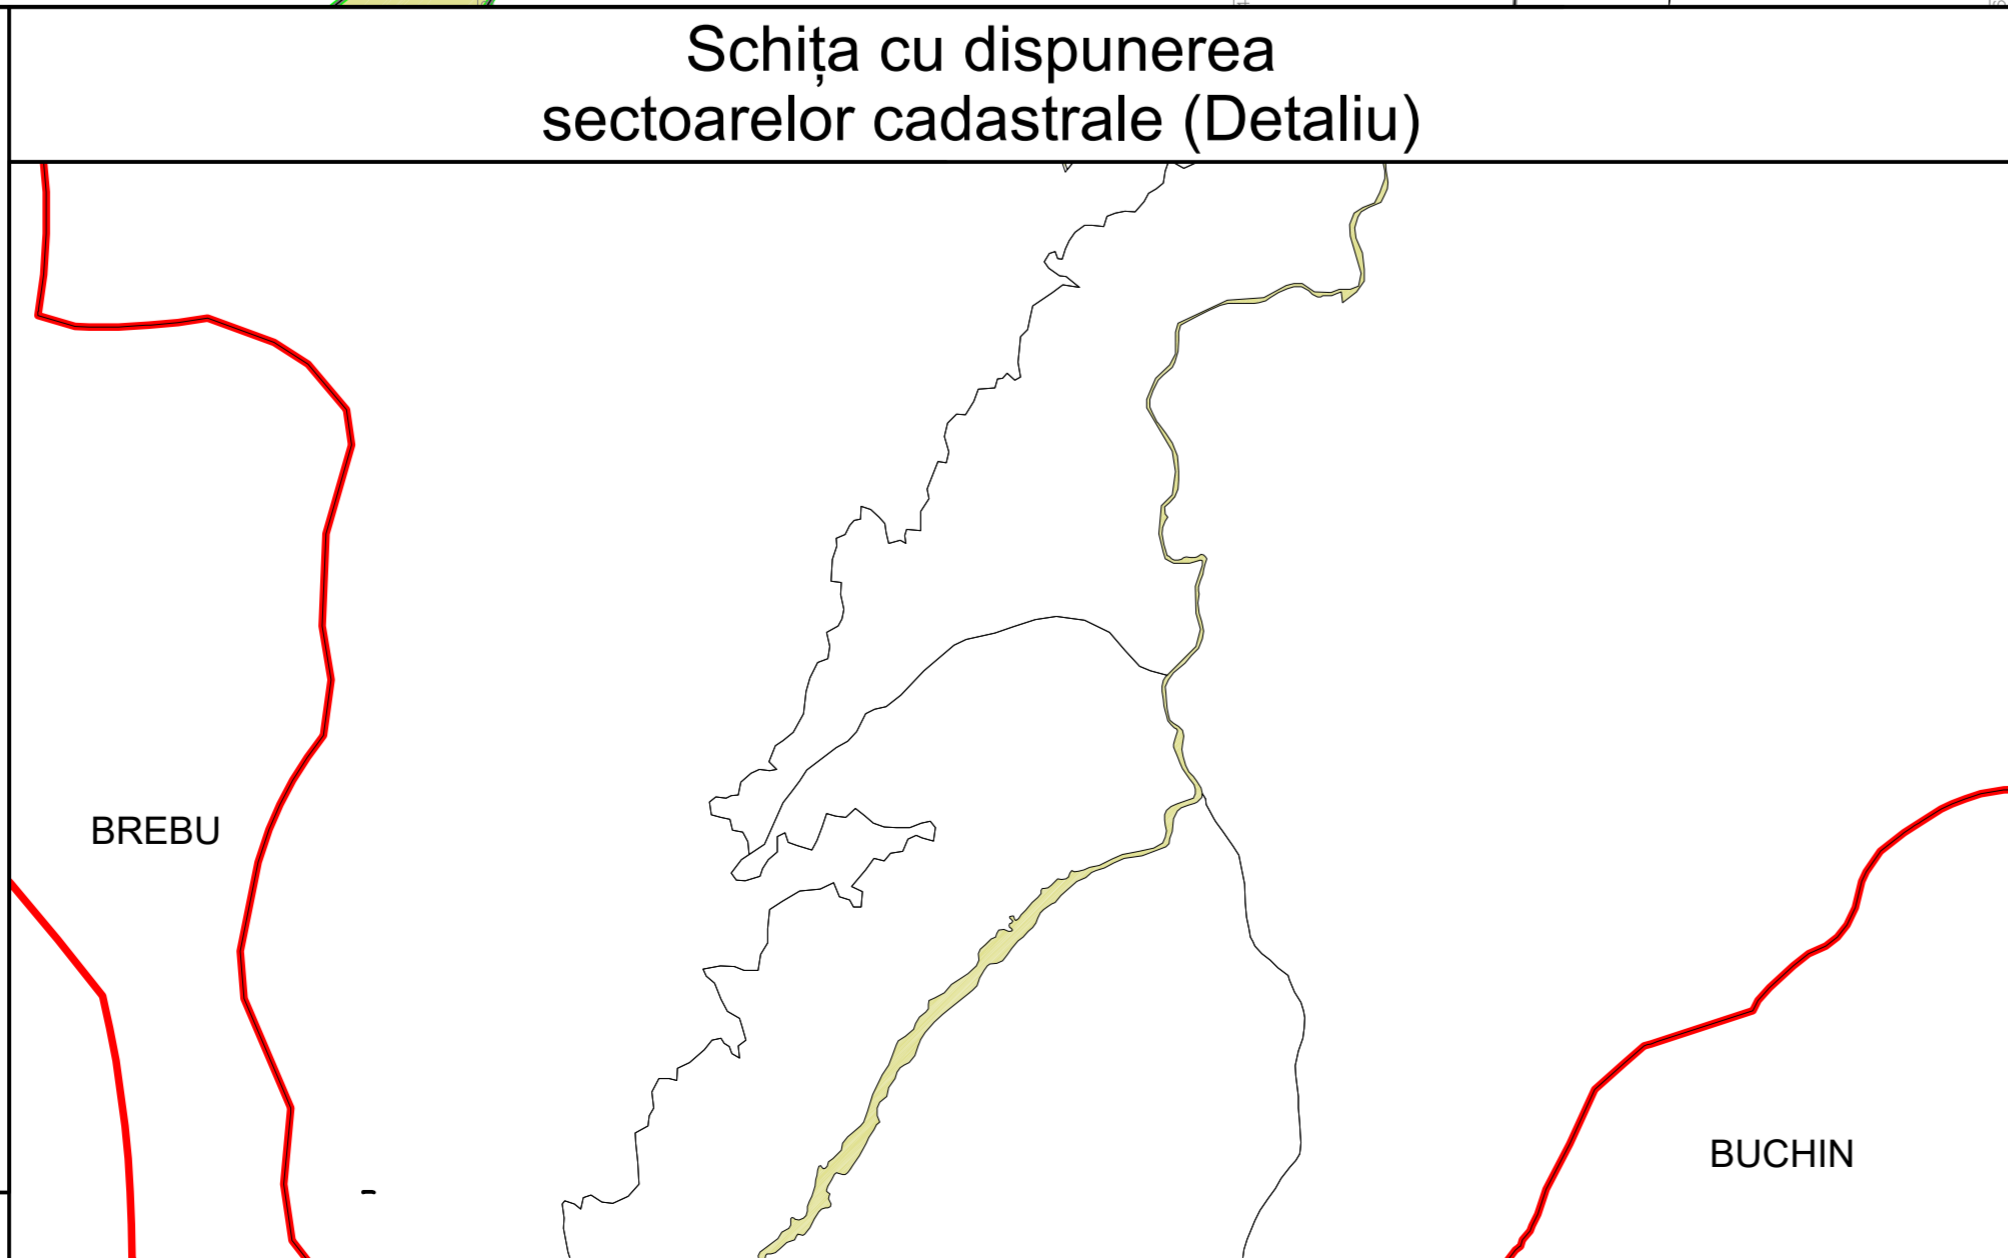 Schița cu dispunerea
sectoarelor cadastrale (Detaliu)
BREBU
BUCHIN